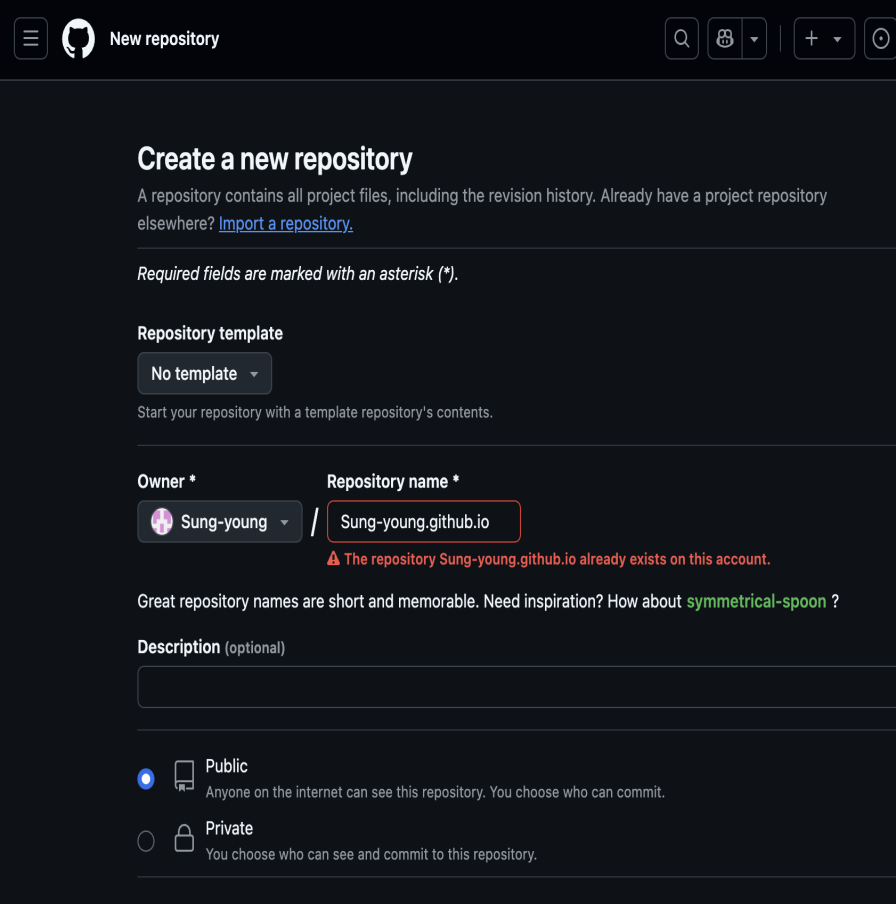 New repository
Create a new repository
A repository contains all project files, including the revision history. Already have a project repository
elsewhere? Import a repository.
Required fields are marked with an asterisk (*).
Repository template
No template
Start your repository with a template repository's contents.
Owner *
Repository name *
Sung-young
/
Sung-young.github.io
The repository Sung-young.github.io already exists on this account.
Great repository names are short and memorable. Need inspiration? How about symmetrical-spoon ?
Description (optional)
Public
Anyone on the internet can see this repository. You choose who can commit.
Private
You choose who can see and commit to this repository.